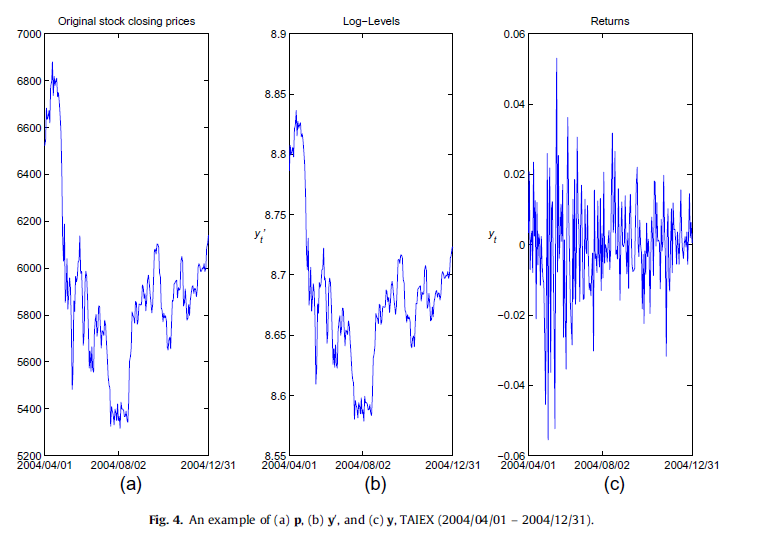 Original stock closing prices
7000
6800
6600
6400
6200
6000
5800
5600
5400
5200
2004/04/01 2004/08/02 2004/12/31
(a)
Log−Levels
8.9
8.85
8.8
8.75
8.7
8.65
8.6
8.55
yt'
2004/04/01 2004/08/02 2004/12/31
(b)
Returns
0.06
0.04
0.02
0
−0.02
−0.04
−0.06
yt
2004/04/01 2004/08/02 2004/12/31
(c)
Fig. 4. An example of (a) p, (b) y′, and (c) y, TAIEX (2004/04/01 – 2004/12/31).